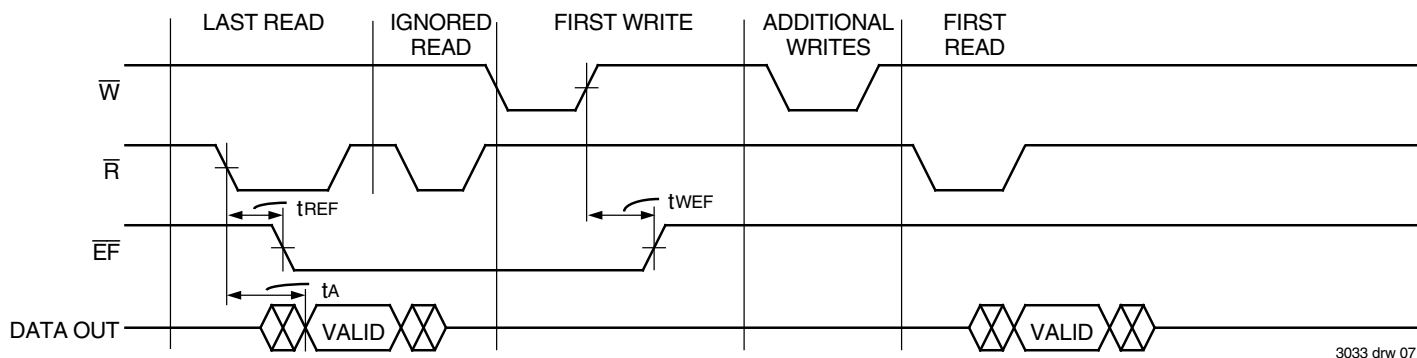 LAST READ
IGNORED
READ
FIRST WRITE
ADDITIONAL
WRITES
FIRST
READ
W
R
tREF
tWEF
EF
tA
DATA OUT
VALID
VALID
3033 drw 07